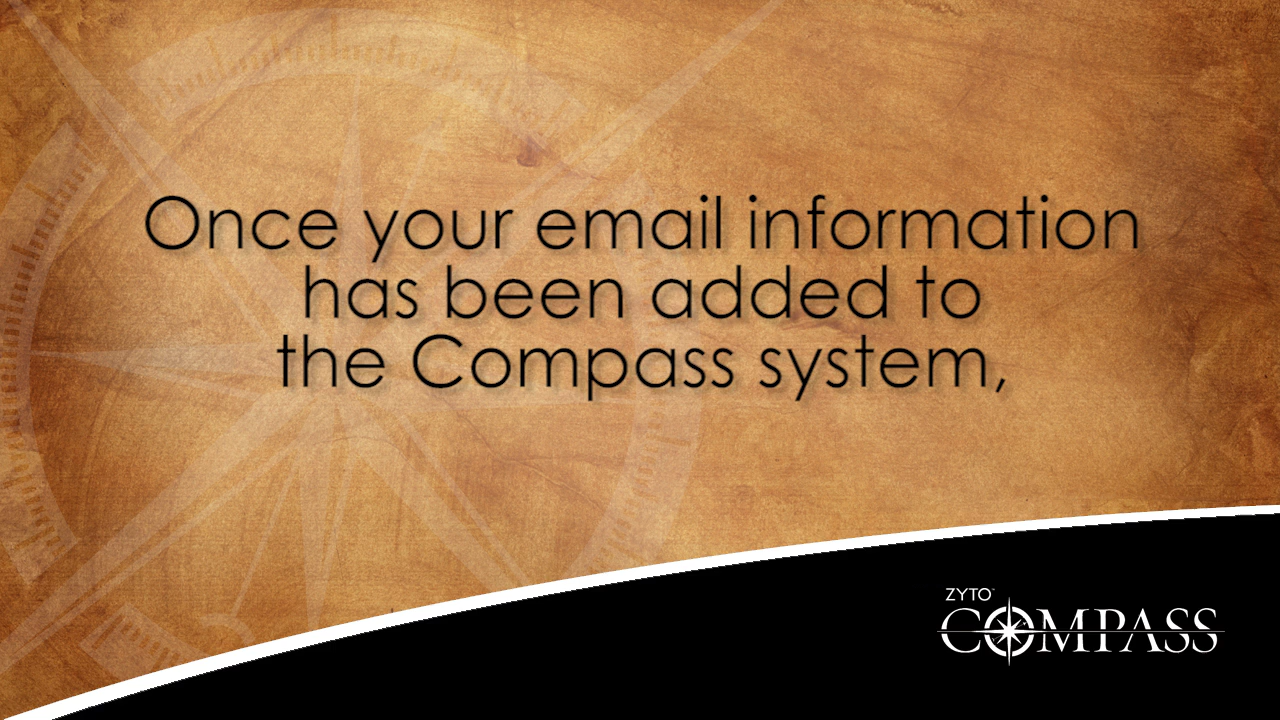 Once your email information
has been added to
the Compass system,
ZYTO
COMPASS